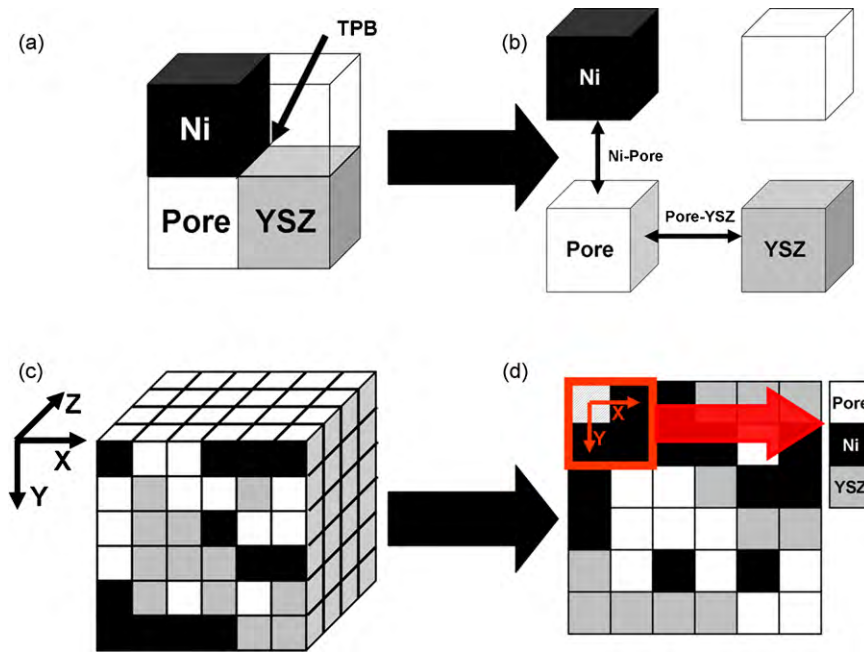 (a)
TPB
Ni
Pore
YSZ
(b)
Ni
Ni-Pore
Pore-YSZ
Pore
YSZ
(c)
Z
X
Y
(d)
X
Y
Pore
Ni
YSZ